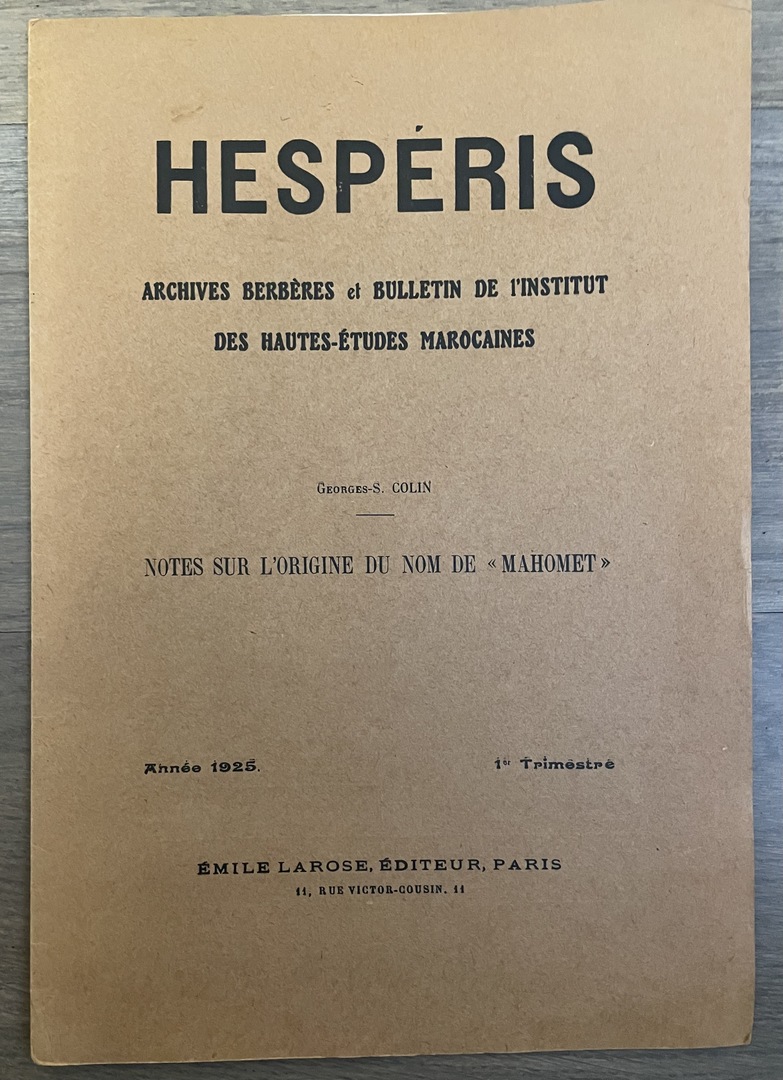 HESPÉRIS
ARCHIVES BERBÈRES et BULLETIN DE l'INSTITUT
DES HAUTES-ÉTUDES MAROCAINES
GEORGES-S. COLIN
NOTES SUR L'ORIGINE DU NOM DE « MAHOMET »
Année 1925.
1er Trimestre
ÉMILE LAROSE, ÉDITEUR, PARIS
11, RUE VICTOR-COUSIN. 11